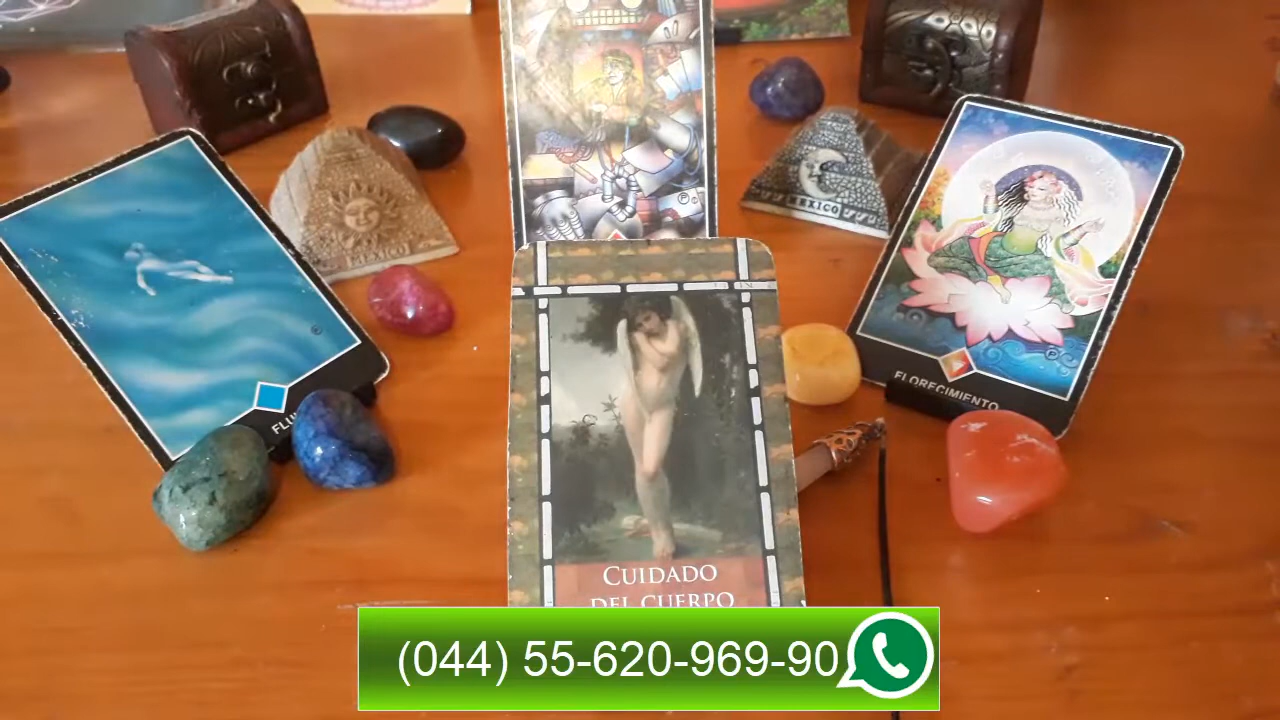 MEXICO
MEXICO
FLORECIMIENTO
CUIDADO
DEL CUERPO
(044) 55-620-969-90